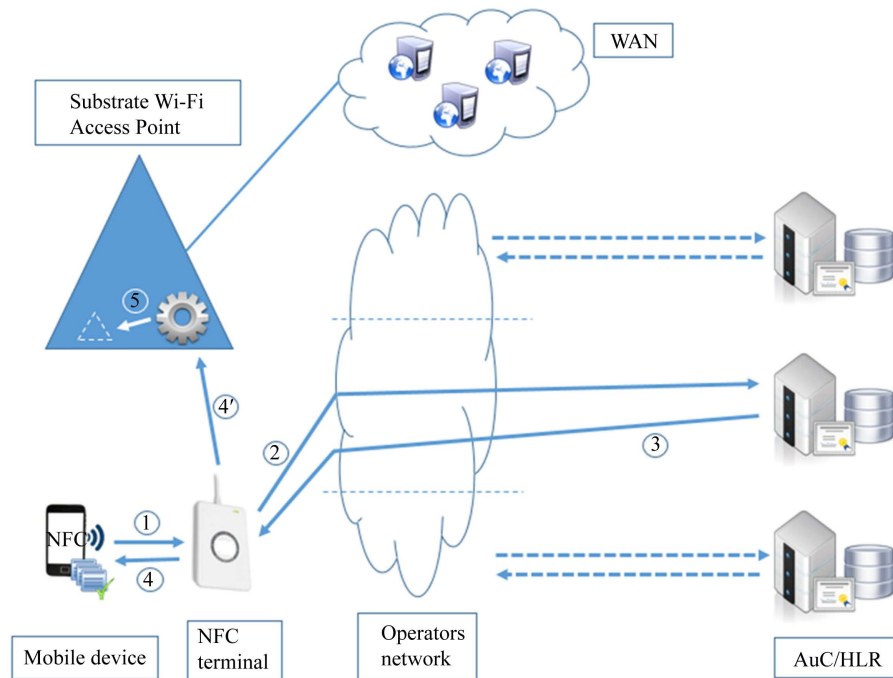 WAN
Substrate Wi-Fi
Access Point
5
4′
2
3
NFC
1
4
Mobile device
NFC
terminal
Operators
network
AuC/HLR